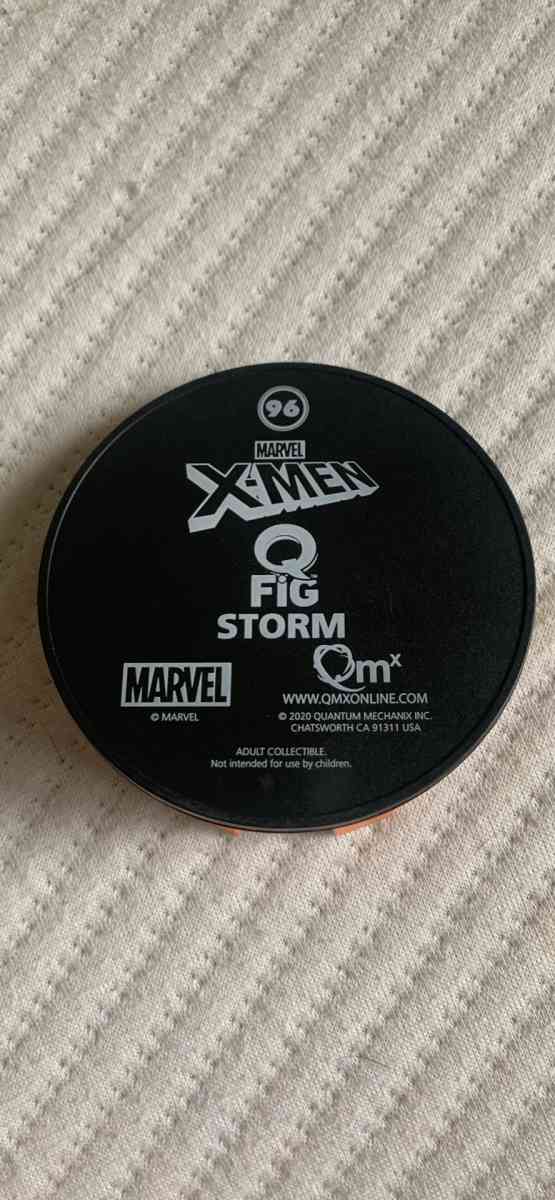 96
MARVEL
X-MEN
Q
FiG
STORM
MARVEL
© MARVEL
Qmx
WWW.QMXONLINE.COM
© 2020 QUANTUM MECHANIX INC.
CHATSWORTH CA 91311 USA
ADULT COLLECTIBLE.
Not intended for use by children.